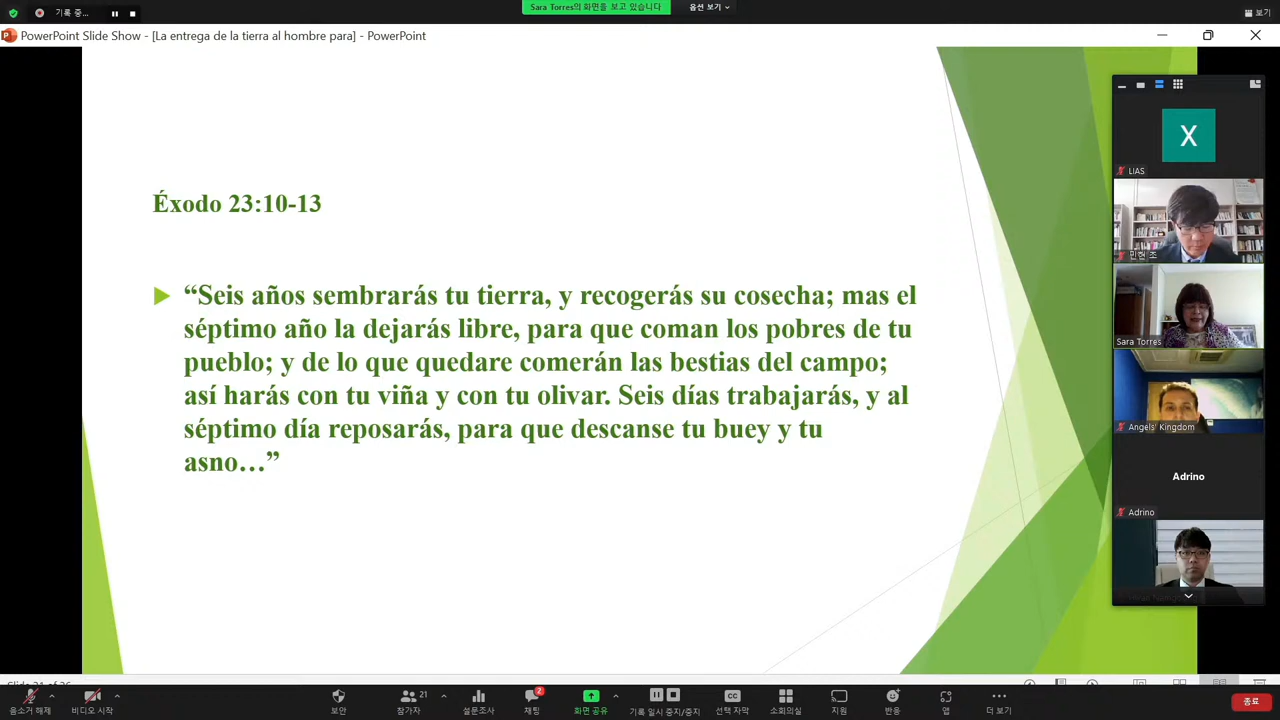 기록 중...
Sara Torres의 화면을 보고 있습니다
옵션 보기
보기
PowerPoint Slide Show - [La entrega de la tierra al hombre para] - PowerPoint
Éxodo 23:10-13
“Seis años sembrarás tu tierra, y recogerás su cosecha; mas el
séptimo año la dejarás libre, para que coman los pobres de tu
pueblo; y de lo que quedare comerán las bestias del campo;
así harás con tu viña y con tu olivar. Seis días trabajarás, y al
séptimo día reposarás, para que descanse tu buey y tu
asno…”
X
LIAS
민헌 조
Sara Torres
Angels' Kingdom
Adrino
Adrino
음소거 해제
비디오 시작
보안
21
참가자
설문조사
2
채팅
화면 공유
기록 일시 중지/중지
선택 자막
소회의실
지원
반응
앱
더 보기
종료